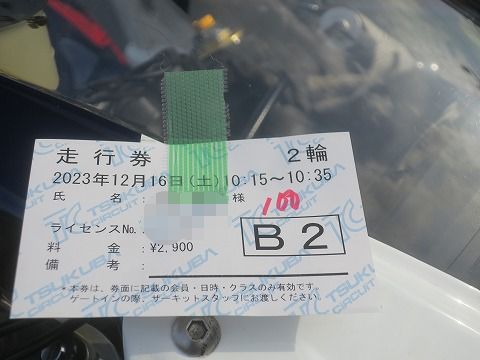 走行券 2輪
2023年12月16日(土)10:15～10:35
氏 名 : 様
100
ライセンスNo. :
B2
料 金 : ¥2,900
備 考 :
*本券は、券面に記載の会員・日時・クラスのみ有効です。
ゲートインの際、サーキットスタッフにお渡しください。
TSUKUBA
CIRCUIT